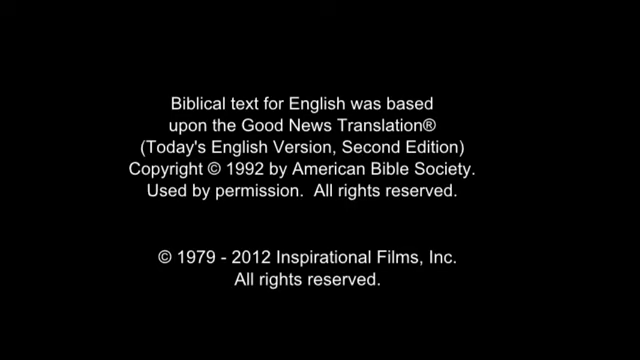 Biblical text for English was based
upon the Good News Translation®
(Today's English Version, Second Edition)
Copyright © 1992 by American Bible Society.
Used by permission.  All rights reserved.
© 1979 - 2012 Inspirational Films, Inc.
All rights reserved.